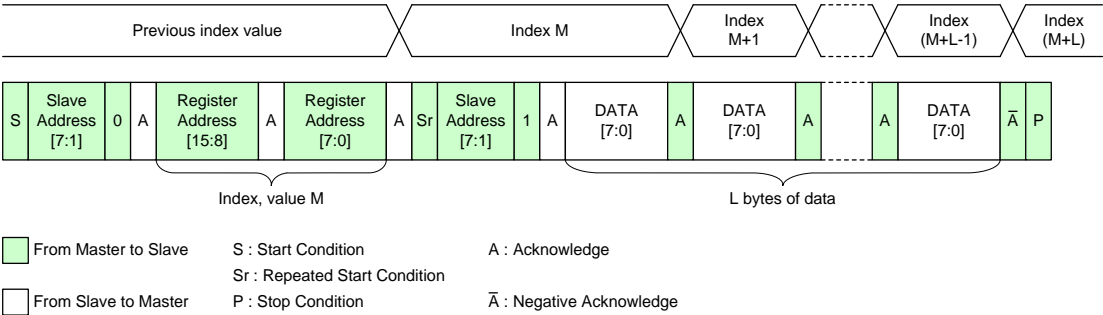 Previous index value
Index M
Index
M+1
Index
(M+L-1)
Index
(M+L)
S
Slave
Address
[7:1]
0
A
Register
Address
[15:8]
A
Register
Address
[7:0]
A
Sr
Slave
Address
[7:1]
1
A
DATA
[7:0]
A
DATA
[7:0]
A
A
DATA
[7:0]
A̅
P
Index, value M
L bytes of data
From Master to Slave
S : Start Condition
A : Acknowledge
Sr : Repeated Start Condition
From Slave to Master
P : Stop Condition
A̅ : Negative Acknowledge